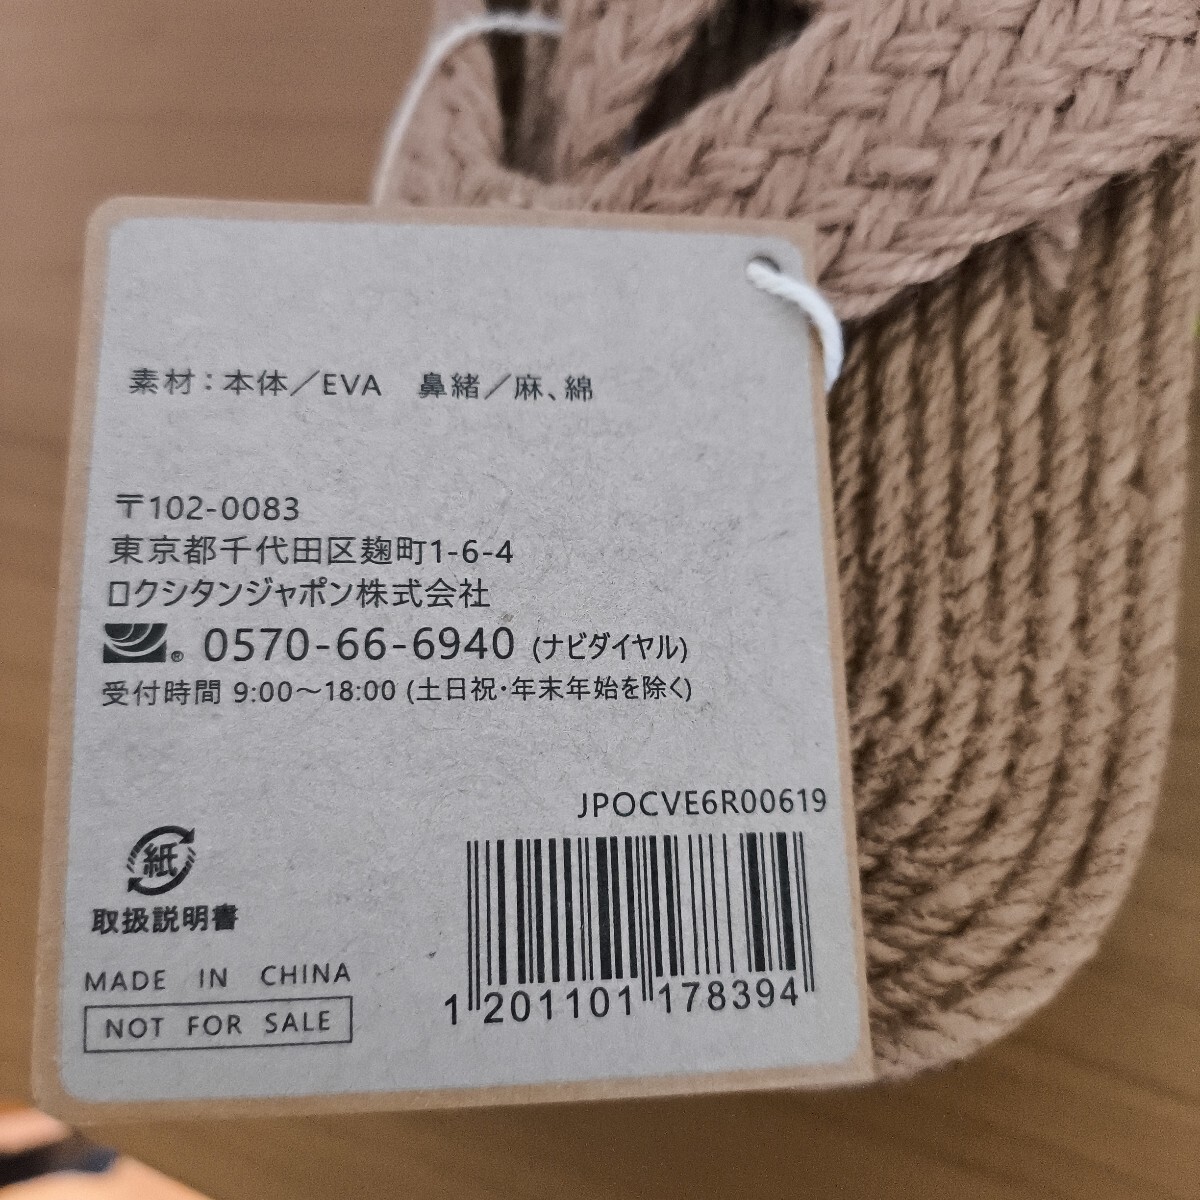 素材：本体／EVA　鼻緒／麻、綿
〒102-0083
東京都千代田区麹町1-6-4
ロクシタンジャポン株式会社
® 0570-66-6940 (ナビダイヤル)
受付時間 9:00～18:00 (土日祝・年末年始を除く)
JPOCVE6R00619
紙
取扱説明書
MADE IN CHINA
NOT FOR SALE
1 201101 178394